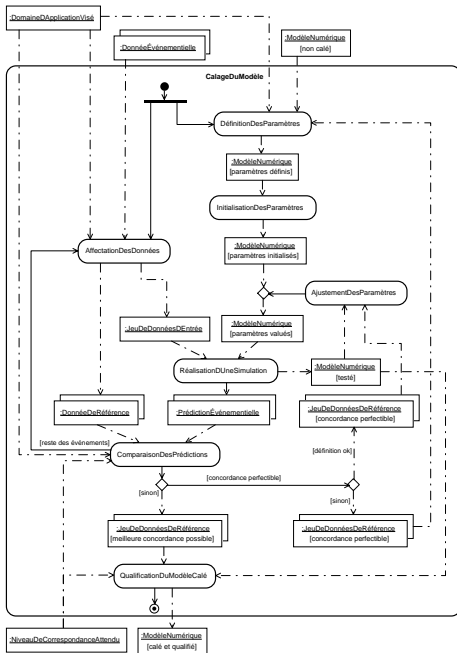 :DomaineDApplicationVisé
:DonnéeÉvénementielle
:ModèleNumérique
[non calé]
CalageDuModèle
DéfinitionDesParamètres
:ModèleNumérique
[paramètres définis]
InitialisationDesParamètres
AffectationDesDonnées
:ModèleNumérique
[paramètres initialisés]
AjustementDesParamètres
:JeuDeDonnéesDEntrée
:ModèleNumérique
[paramètres valués]
RéalisationDUneSimulation
:ModèleNumérique
[testé]
:DonnéeDeRéférence
:PrédictionÉvénementielle
:JeuDeDonnéesDeRéférence
[concordance perfectible]
[reste des événements]
ComparaisonDesPrédictions
[définition ok]
[concordance perfectible]
[sinon]
[sinon]
:JeuDeDonnéesDeRéférence
[meilleure concordance possible]
:JeuDeDonnéesDeRéférence
[concordance perfectible]
QualificationDuModèleCalé
:NiveauDeCorrespondanceAttendu
:ModèleNumérique
[calé et qualifié]